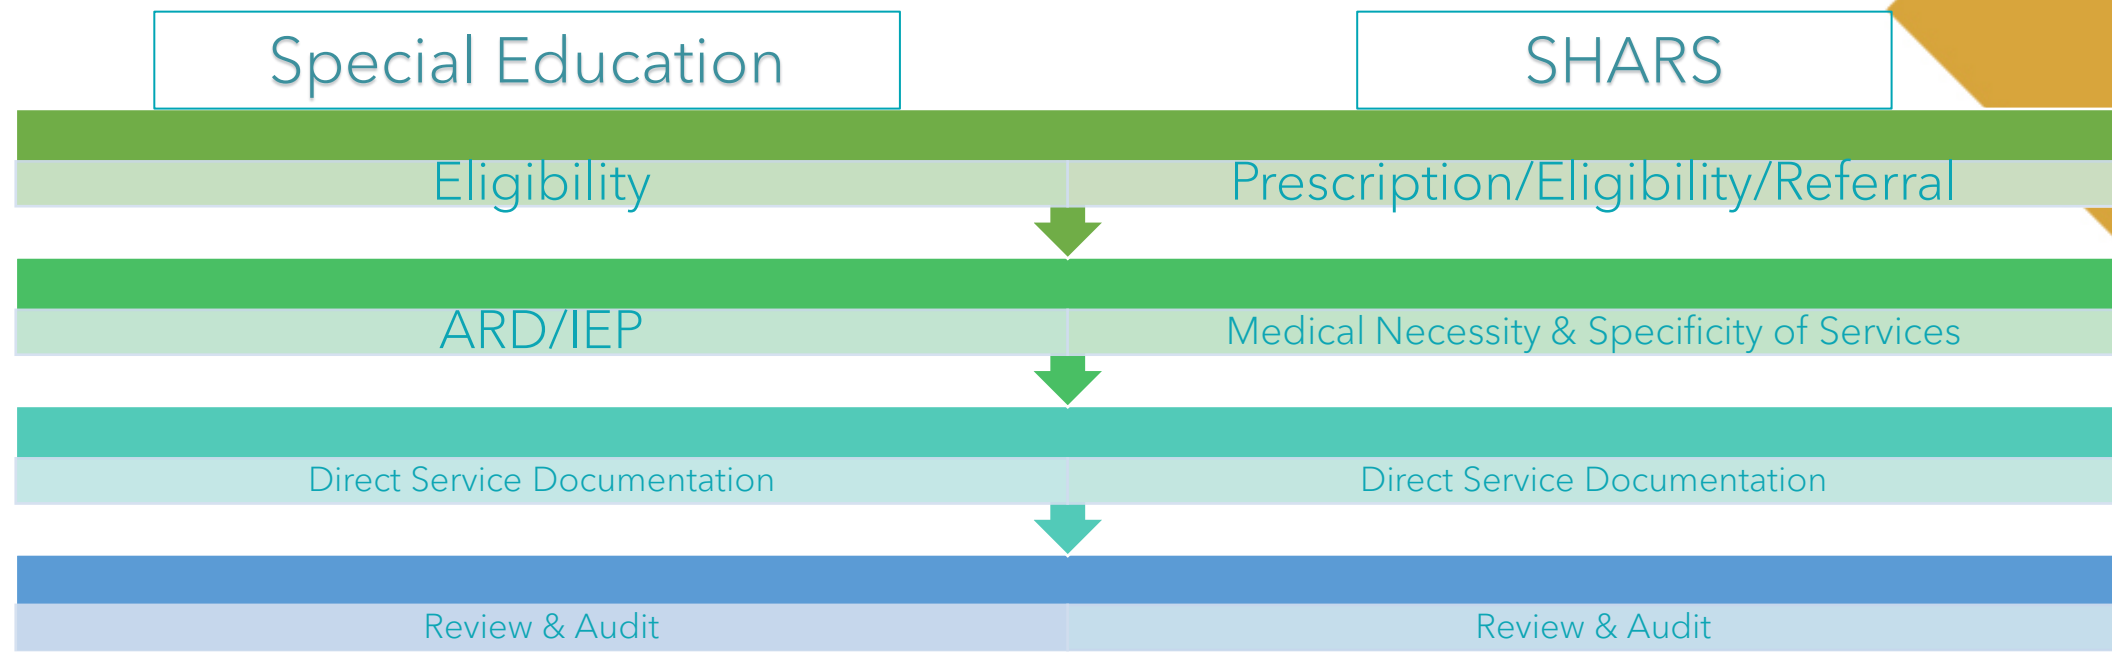 Special Education
SHARS
Eligibility
Prescription/Eligibility/Referral
ARD/IEP
Medical Necessity & Specificity of Services
Direct Service Documentation
Direct Service Documentation
Review & Audit
Review & Audit